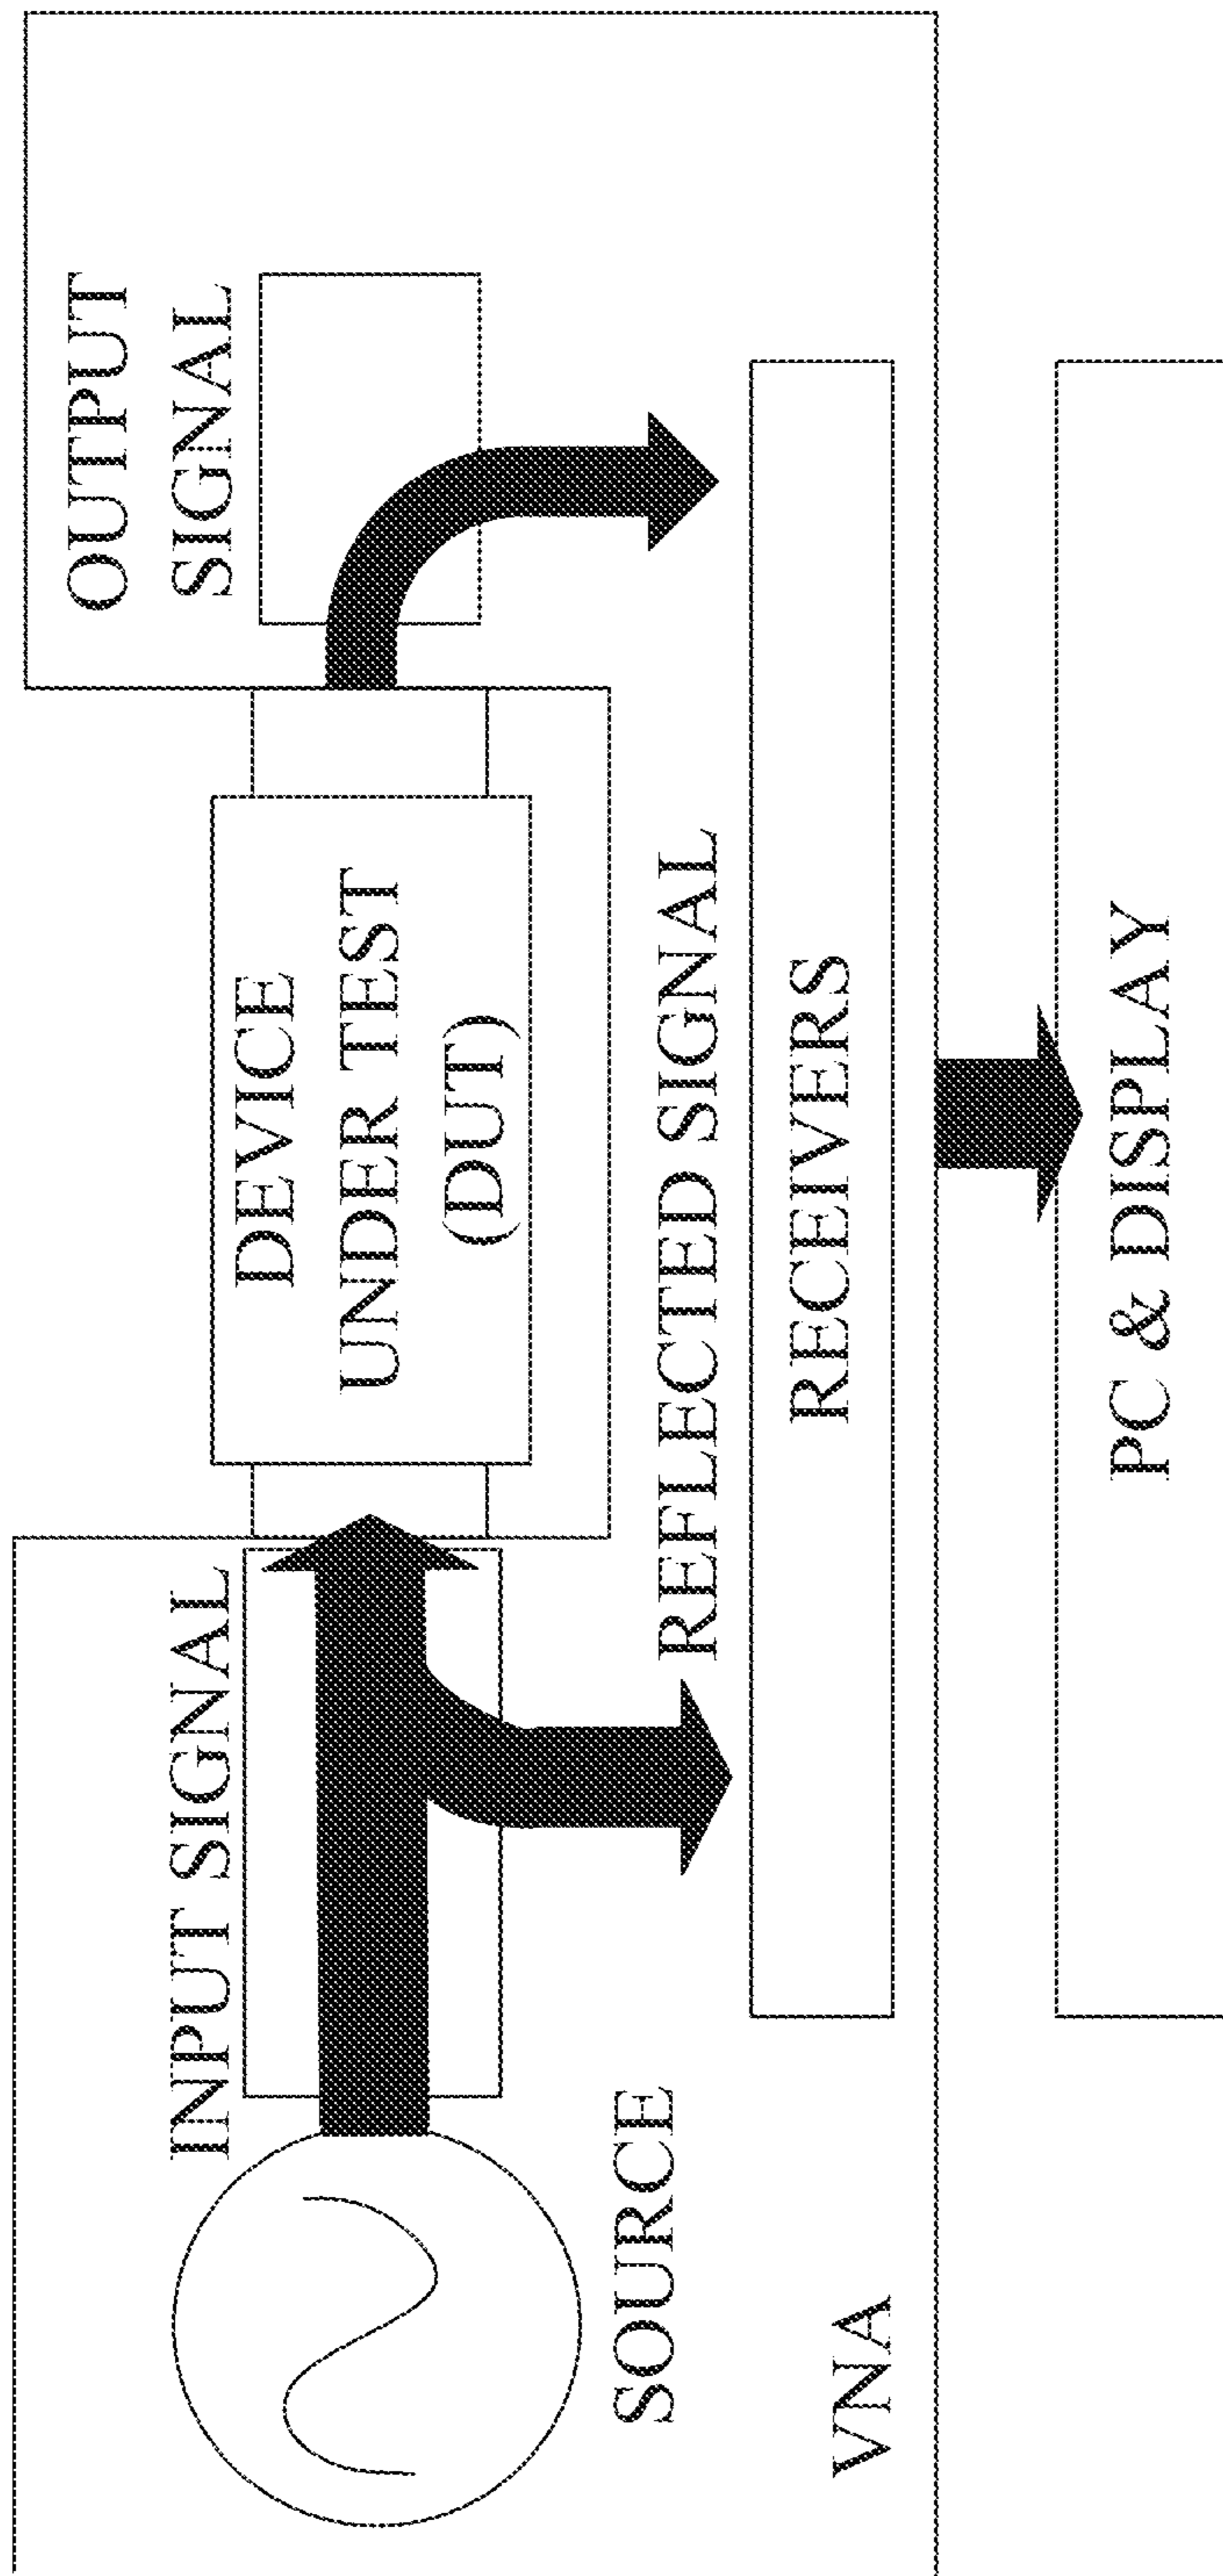 OUTPUT
SIGNAL
INPUT SIGNAL
DEVICE
UNDER TEST
(DUT)
SOURCE
REFLECTED SIGNAL
RECEIVERS
VNA
PC & DISPLAY